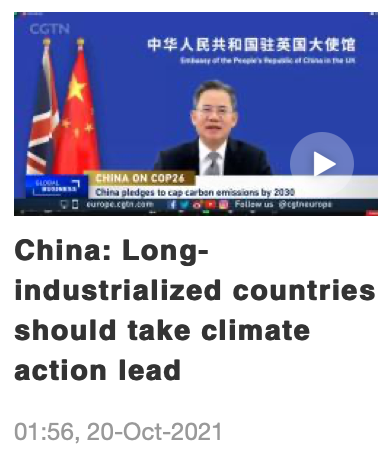 CGTN
中华人民共和国驻英国大使馆
Embassy of the People's Republic of China in the UK
CHINA ON COP26
GLOBAL BUSINESS
China pledges to cap carbon emissions by 2030
europe.cgtn.com Follow us @cgtneurope
China: Long-
industrialized countries
should take climate
action lead
01:56, 20-Oct-2021